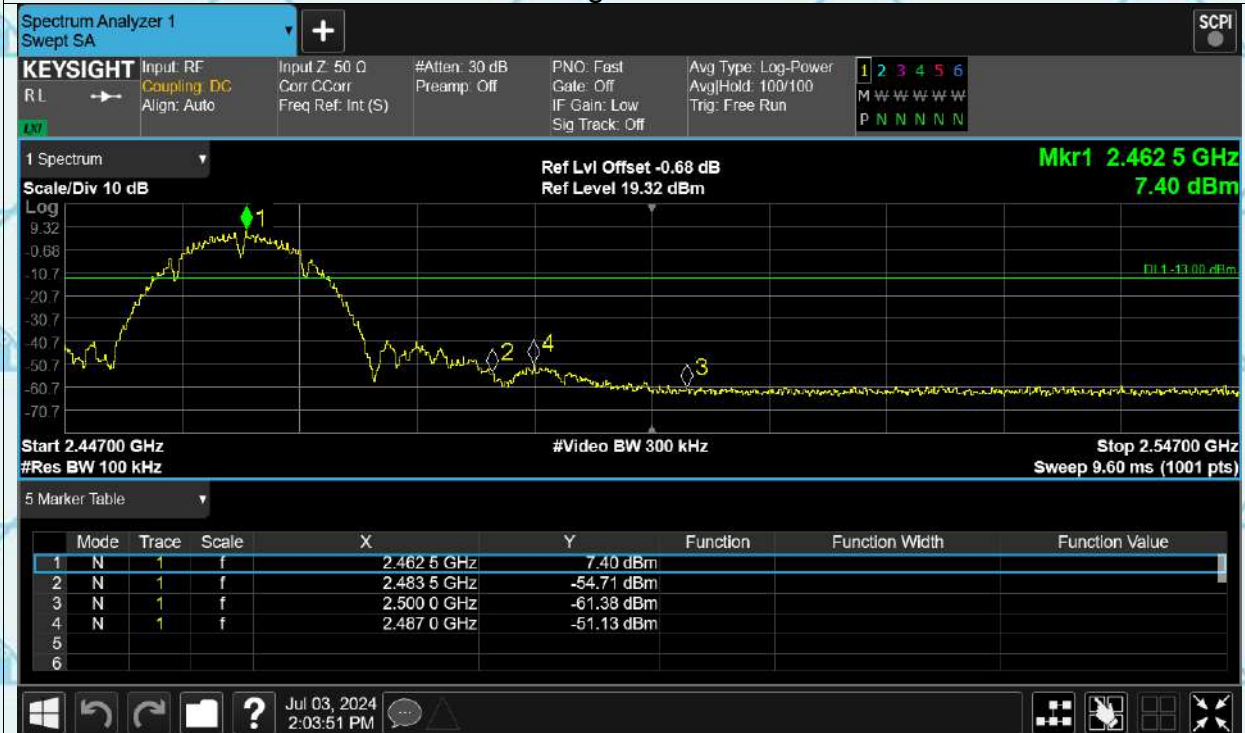 Spectrum Analyzer 1
Swept SA
+
SCPI
KEYSIGHT
RL
LXI
Input: RF
Coupling: DC
Align: Auto
Input Z: 50 Ω
Corr CCorr
Freq Ref: Int (S)
#Atten: 30 dB
Preamp: Off
PNO: Fast
Gate: Off
IF Gain: Low
Sig Track: Off
Avg Type: Log-Power
Avg|Hold: 100/100
Trig: Free Run
1 2 3 4 5 6
M W W W W W
P N N N N N
1 Spectrum
Scale/Div 10 dB
Ref Lvl Offset -0.68 dB
Ref Level 19.32 dBm
Mkr1 2.462 5 GHz
7.40 dBm
Log
9.32
-0.68
-10.7
-20.7
-30.7
-40.7
-50.7
-60.7
-70.7
1
2
4
3
DL1 -13.00 dBm
Start 2.44700 GHz
#Res BW 100 kHz
#Video BW 300 kHz
Stop 2.54700 GHz
Sweep 9.60 ms (1001 pts)
5 Marker Table
Mode Trace Scale X Y Function Function Width Function Value
1 N 1 f 2.462 5 GHz 7.40 dBm
2 N 1 f 2.483 5 GHz -54.71 dBm
3 N 1 f 2.500 0 GHz -61.38 dBm
4 N 1 f 2.487 0 GHz -51.13 dBm
5
6
?
Jul 03, 2024
2:03:51 PM